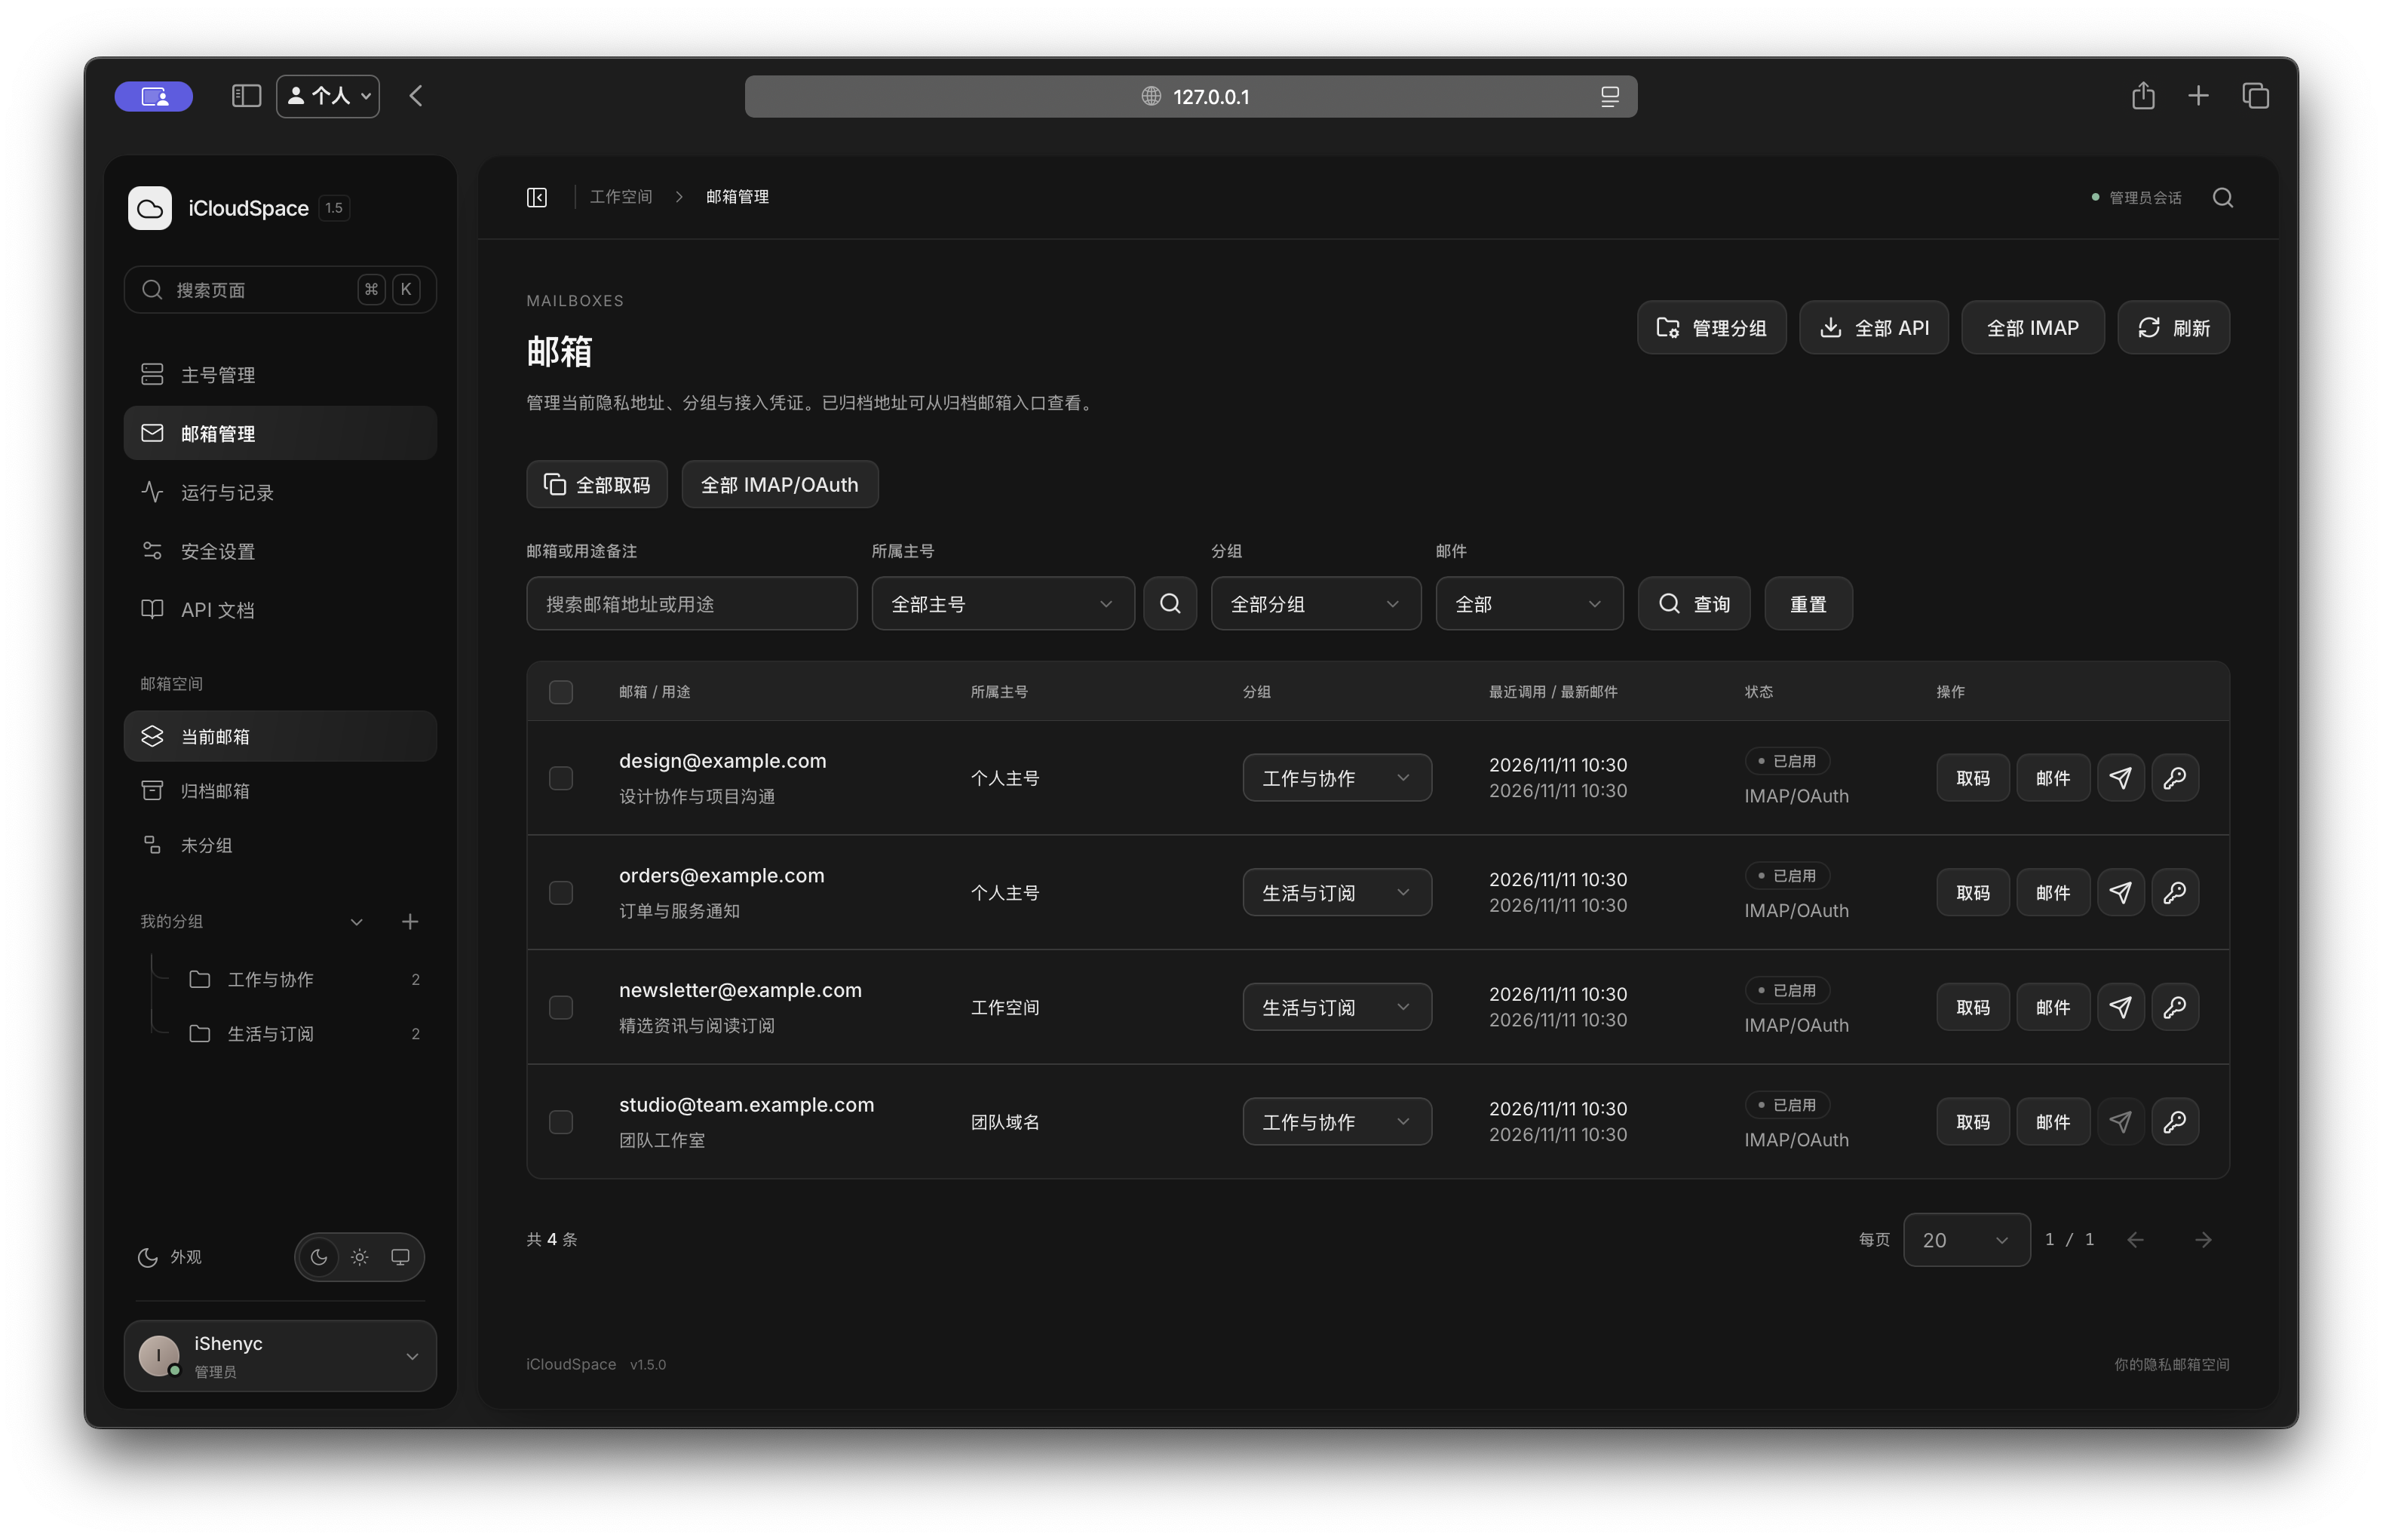 个人
127.0.0.1
iCloudSpace 1.5
搜索页面 ⌘ K
主号管理
邮箱管理
运行与记录
安全设置
API 文档
邮箱空间
当前邮箱
归档邮箱
未分组
我的分组
工作与协作 2
生活与订阅 2
外观
I
iShenyc
管理员
工作空间 > 邮箱管理
管理员会话
MAILBOXES
邮箱
管理当前隐私地址、分组与接入凭证。已归档地址可从归档邮箱入口查看。
管理分组 全部 API 全部 IMAP 刷新
全部取码 全部 IMAP/OAuth
邮箱或用途备注 所属主号 分组 邮件
搜索邮箱地址或用途 全部主号 全部分组 全部 查询 重置
邮箱 / 用途 所属主号 分组 最近调用 / 最新邮件 状态 操作
design@example.com
设计协作与项目沟通
个人主号
工作与协作
2026/11/11 10:30
2026/11/11 10:30
已启用
IMAP/OAuth
取码 邮件
orders@example.com
订单与服务通知
个人主号
生活与订阅
2026/11/11 10:30
2026/11/11 10:30
已启用
IMAP/OAuth
取码 邮件
newsletter@example.com
精选资讯与阅读订阅
工作空间
生活与订阅
2026/11/11 10:30
2026/11/11 10:30
已启用
IMAP/OAuth
取码 邮件
studio@team.example.com
团队工作室
团队域名
工作与协作
2026/11/11 10:30
2026/11/11 10:30
已启用
IMAP/OAuth
取码 邮件
共 4 条
每页 20 1 / 1
iCloudSpace v1.5.0
你的隐私邮箱空间